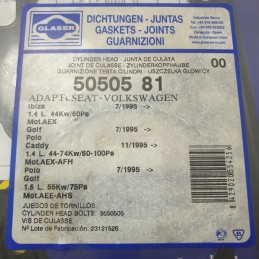 GLASER
DICHTUNGEN - JUNTAS
GASKETS - JOINTS
GUARNIZIONI
CYLINDER HEAD - JUNTA DE CULATA
JOINT DE CULASSE - ZYLINDERKOPFHAUBE
GUARNIZIONE TESTA CILINDRI - USZCZELKA GŁOWICY
00
50505 81
ADAPT.SEAT-VOLKSWAGEN
Ibiza 7/1995 ->
1.4 L. 44Kw/60Ps
Mot.AEX
Golf 7/1995 ->
Polo
Caddy 11/1995 ->
1.4 L. 44-74Kw/60-100Ps
Mot.AEX-AFH
Polo 7/1995 ->
Golf
1.6 L. 55Kw/75Ps
Mot.AEE-AHS
JUEGOS DE TORNILLOS:
CYLINDER HEAD BOLTS:
VIS DE CULASSE
Nº Lote de Fabricación: 23121526